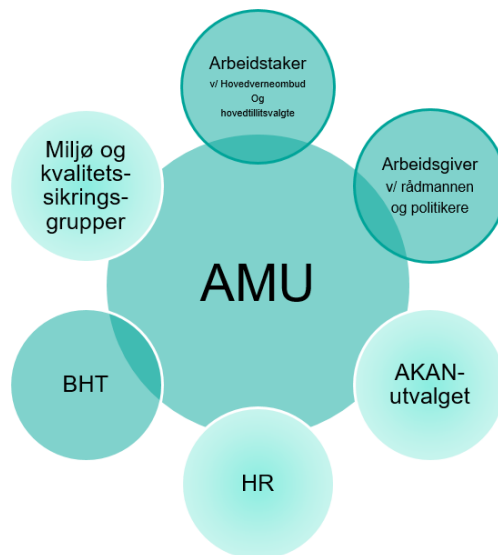 Arbeidstaker
v/ Hovedverneombud
Og
hovedtillitsvalgte
Arbeidsgiver
v/ rådmannen
og politikere
AKAN-
utvalget
HR
BHT
Miljø og
kvalitets-
sikrings-
grupper
AMU